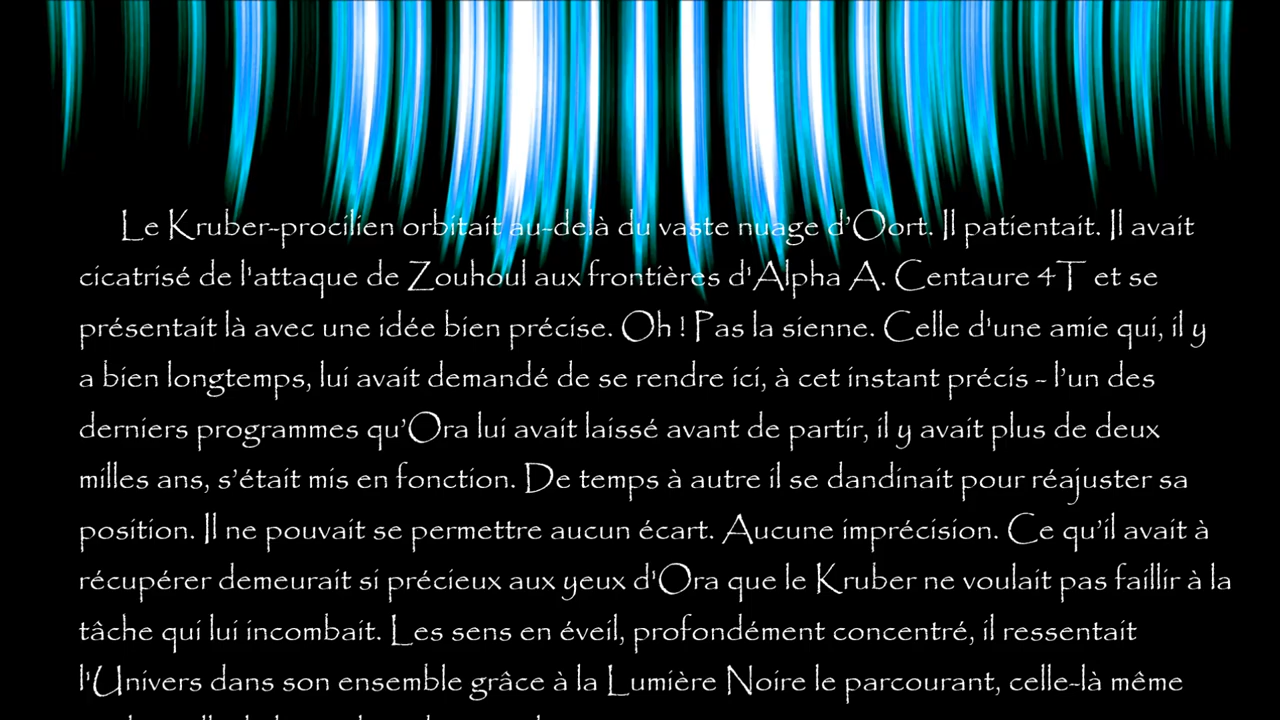 Le Kruber-procilien orbitait au-delà du vaste nuage d’Oort. Il patientait. Il avait
cicatrisé de l'attaque de Zouhoul aux frontières d'Alpha A. Centaure 4T et se
présentait là avec une idée bien précise. Oh ! Pas la sienne. Celle d'une amie qui, il y
a bien longtemps, lui avait demandé de se rendre ici, à cet instant précis - l’un des
derniers programmes qu’Ora lui avait laissé avant de partir, il y avait plus de deux
milles ans, s’était mis en fonction. De temps à autre il se dandinait pour réajuster sa
position. Il ne pouvait se permettre aucun écart. Aucune imprécision. Ce qu’il avait à
récupérer demeurait si précieux aux yeux d'Ora que le Kruber ne voulait pas faillir à la
tâche qui lui incombait. Les sens en éveil, profondément concentré, il ressentait
l'Univers dans son ensemble grâce à la Lumière Noire le parcourant, celle-là même